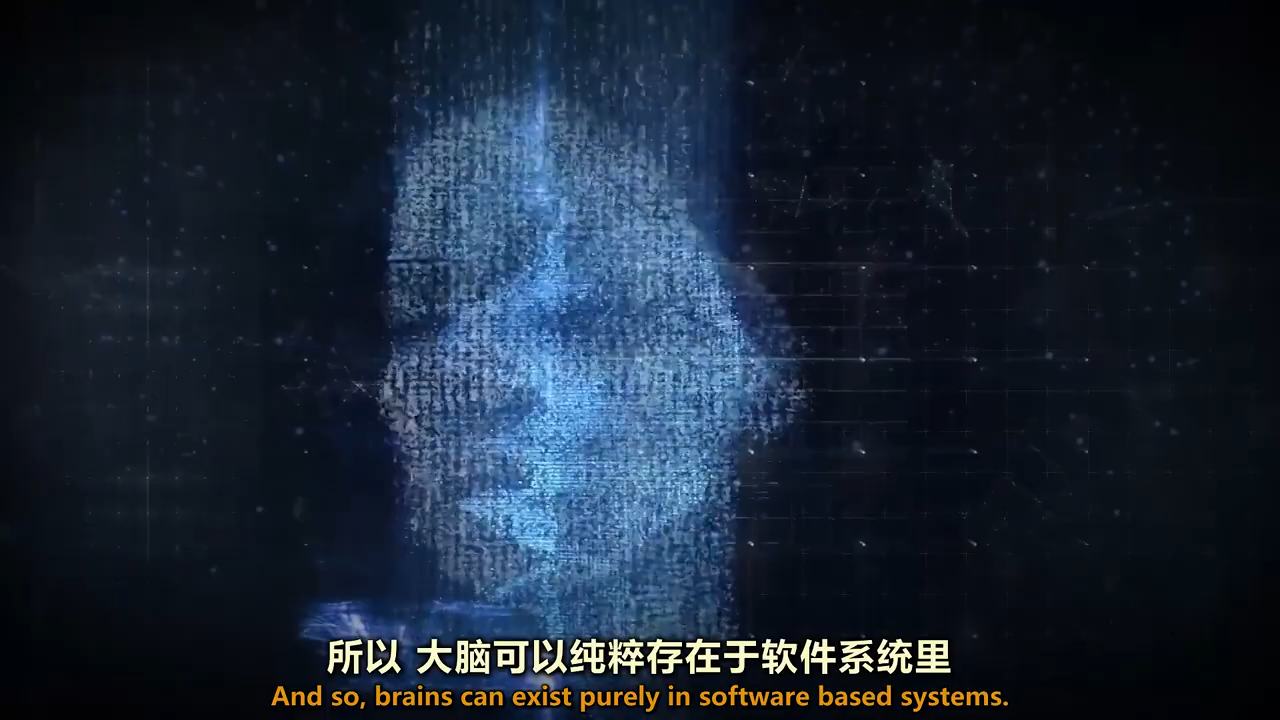 所以 大脑可以纯粹存在于软件系统里
And so, brains can exist purely in software based systems.